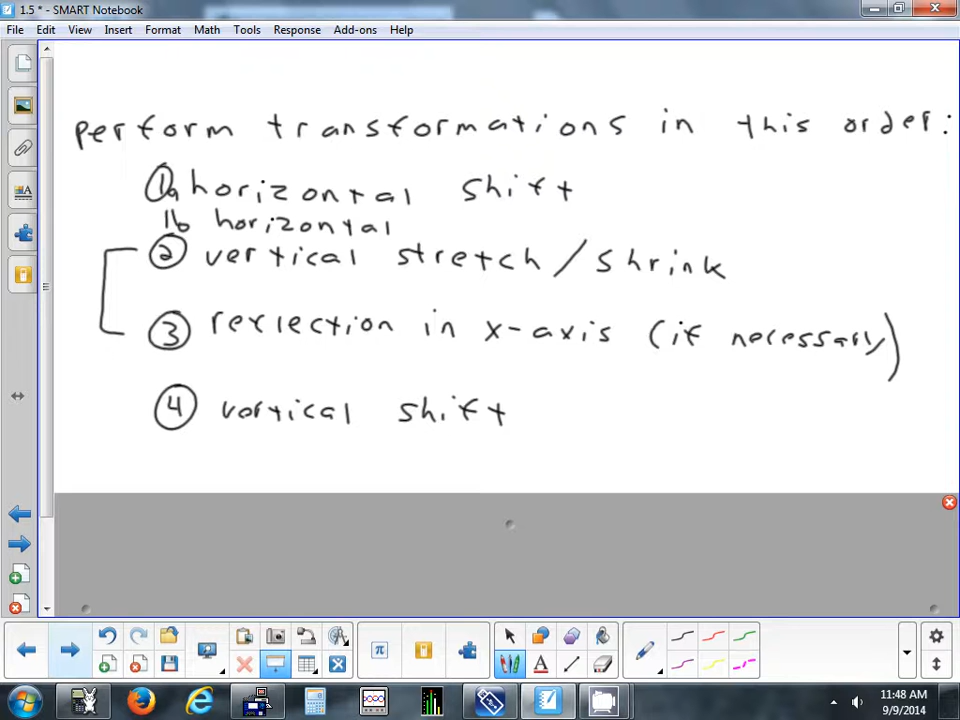 1.5 * - SMART Notebook
File Edit View Insert Format Math Tools Response Add-ons Help
perform transformations in this order:
1a horizontal shift
1b horizontal
2 vertical stretch/shrink
3 reflection in x-axis (if necessary)
4 vertical shift
11:48 AM
9/9/2014